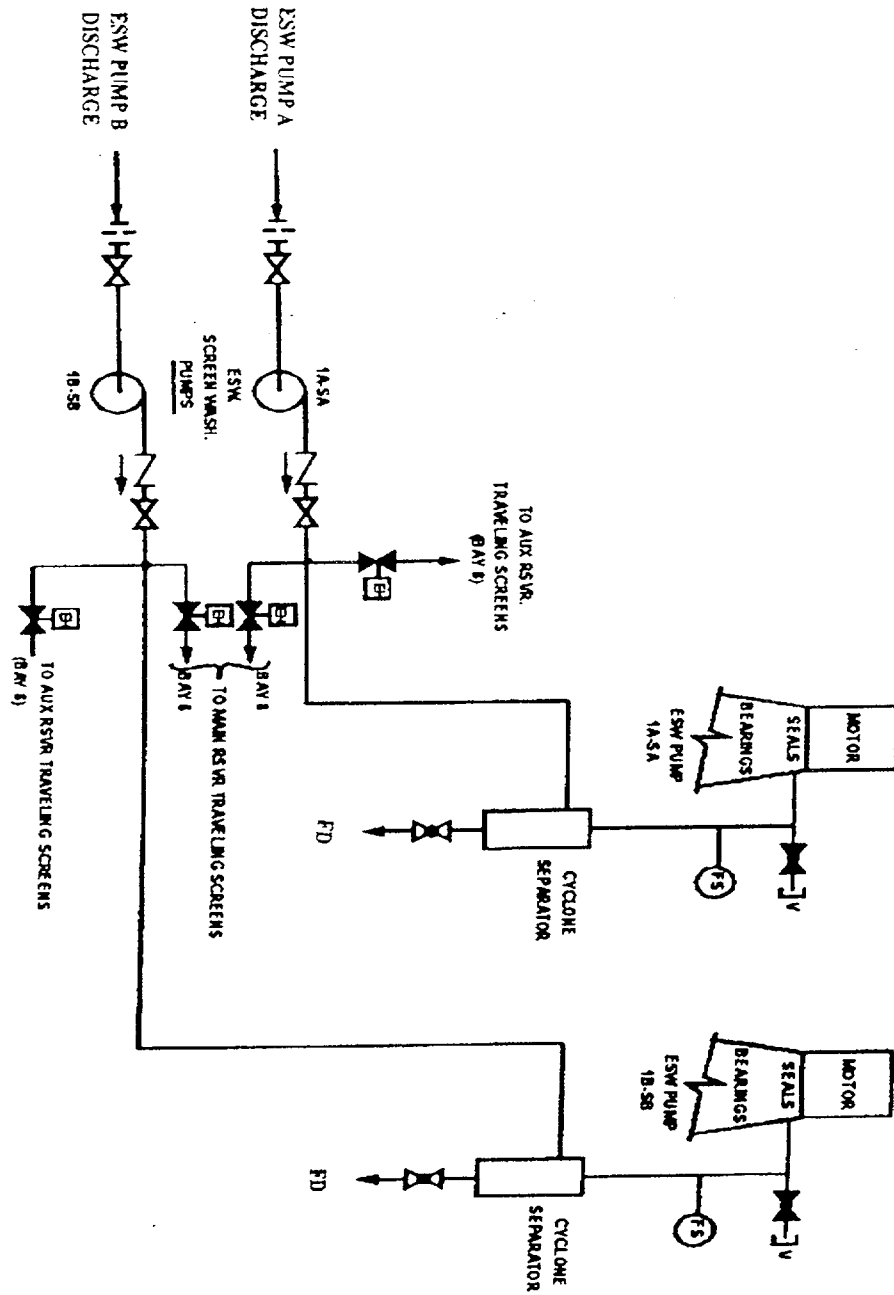 ESW PUMP A
DISCHARGE
ESW PUMP B
DISCHARGE
1A-SA
ESW
SCREEN WASH.
PUMPS
1B-SB
TO AUX RSVR.
TRAVELING SCREENS
(BAY 8)
BAY 8
BAY 6
TO MAIN RSVR TRAVELING SCREENS
TO AUX RSVR TRAVELING SCREENS
(BAY 8)
H
H
H
H
MOTOR
SEALS
BEARINGS
ESW PUMP
1A-SA
V
FS
CYCLONE
SEPARATOR
FD
MOTOR
SEALS
BEARINGS
ESW PUMP
1B-SB
V
FS
CYCLONE
SEPARATOR
FD